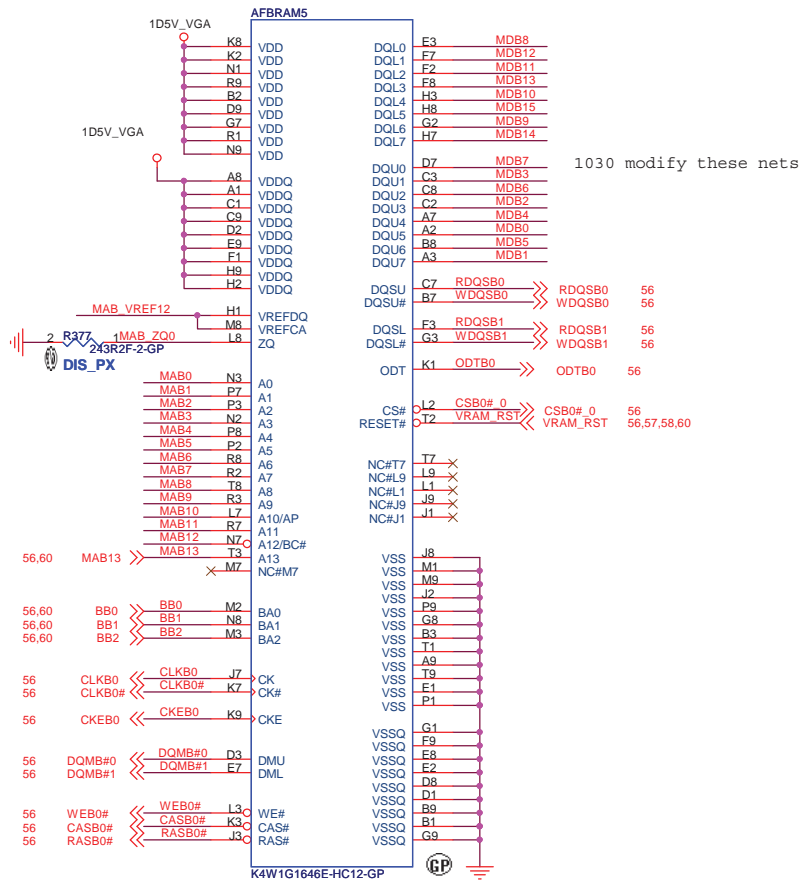 AFBRAM5
1D5V_VGA
K8 VDD
K2 VDD
N1 VDD
R9 VDD
B2 VDD
D9 VDD
G7 VDD
R1 VDD
N9 VDD
1D5V_VGA
A8 VDDQ
A1 VDDQ
C1 VDDQ
C9 VDDQ
D2 VDDQ
E9 VDDQ
F1 VDDQ
H9 VDDQ
H2 VDDQ
MAB_VREF12 H1 VREFDQ
M8 VREFCA
2 R377 1 MAB_ZQ0 L8 ZQ
243R2F-2-GP
DIS_PX
MAB0 N3 A0
MAB1 P7 A1
MAB2 P3 A2
MAB3 N2 A3
MAB4 P8 A4
MAB5 P2 A5
MAB6 R8 A6
MAB7 R2 A7
MAB8 T8 A8
MAB9 R3 A9
MAB10 L7 A10/AP
MAB11 R7 A11
MAB12 N7 A12/BC#
56,60 MAB13 MAB13 T3 A13
M7 NC#M7
56,60 BB0 BB0 M2 BA0
56,60 BB1 BB1 N8 BA1
56,60 BB2 BB2 M3 BA2
56 CLKB0 CLKB0 J7 CK
56 CLKB0# CLKB0# K7 CK#
56 CKEB0 CKEB0 K9 CKE
56 DQMB#0 DQMB#0 D3 DMU
56 DQMB#1 DQMB#1 E7 DML
56 WEB0# WEB0# L3 WE#
56 CASB0# CASB0# K3 CAS#
56 RASB0# RASB0# J3 RAS#
DQL0 E3 MDB8
DQL1 F7 MDB12
DQL2 F2 MDB11
DQL3 F8 MDB13
DQL4 H3 MDB10
DQL5 H8 MDB15
DQL6 G2 MDB9
DQL7 H7 MDB14
DQU0 D7 MDB7
DQU1 C3 MDB3
DQU2 C8 MDB6
DQU3 C2 MDB2
DQU4 A7 MDB4
DQU5 A2 MDB0
DQU6 B8 MDB5
DQU7 A3 MDB1
1030 modify these nets
DQSU C7 RDQSB0 RDQSB0 56
DQSU# B7 WDQSB0 WDQSB0 56
DQSL F3 RDQSB1 RDQSB1 56
DQSL# G3 WDQSB1 WDQSB1 56
ODT K1 ODTB0 ODTB0 56
CS# L2 CSB0#_0 CSB0#_0 56
RESET# T2 VRAM_RST VRAM_RST 56,57,58,60
NC#T7 T7
NC#L9 L9
NC#L1 L1
NC#J9 J9
NC#J1 J1
VSS J8
VSS M1
VSS M9
VSS J2
VSS P9
VSS G8
VSS B3
VSS T1
VSS A9
VSS T9
VSS E1
VSS P1
VSSQ G1
VSSQ F9
VSSQ E8
VSSQ E2
VSSQ D8
VSSQ D1
VSSQ B9
VSSQ B1
VSSQ G9
GP
K4W1G1646E-HC12-GP